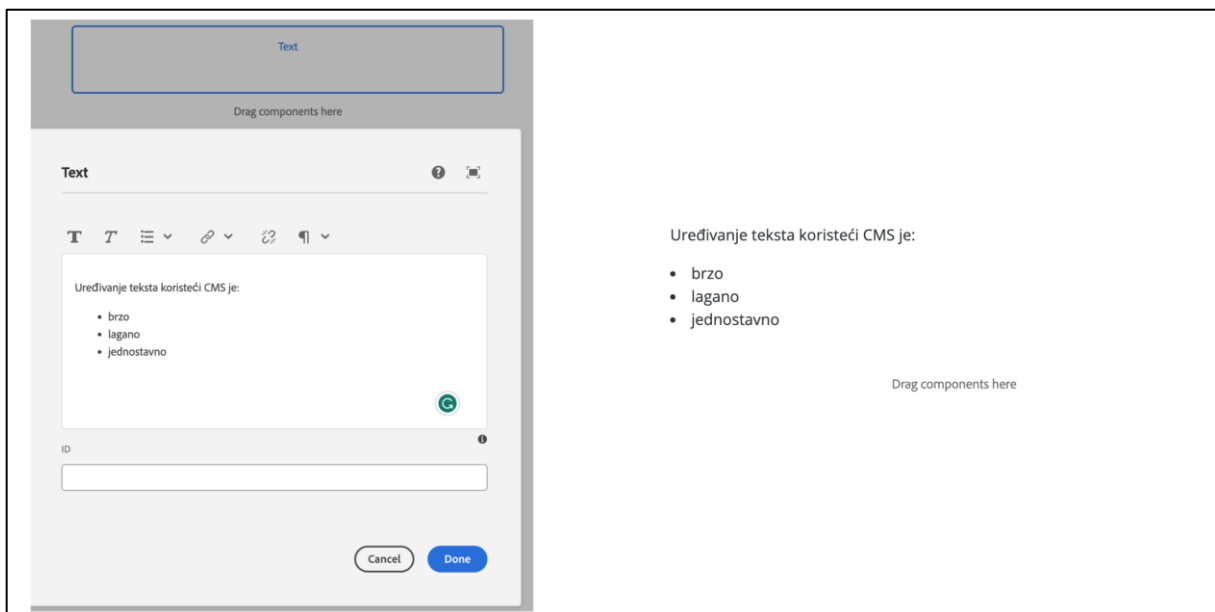 Text
Drag components here
Text
Uređivanje teksta koristeći CMS je:
• brzo
• lagano
• jednostavno
ID
Cancel
Done
Uređivanje teksta koristeći CMS je:
• brzo
• lagano
• jednostavno
Drag components here